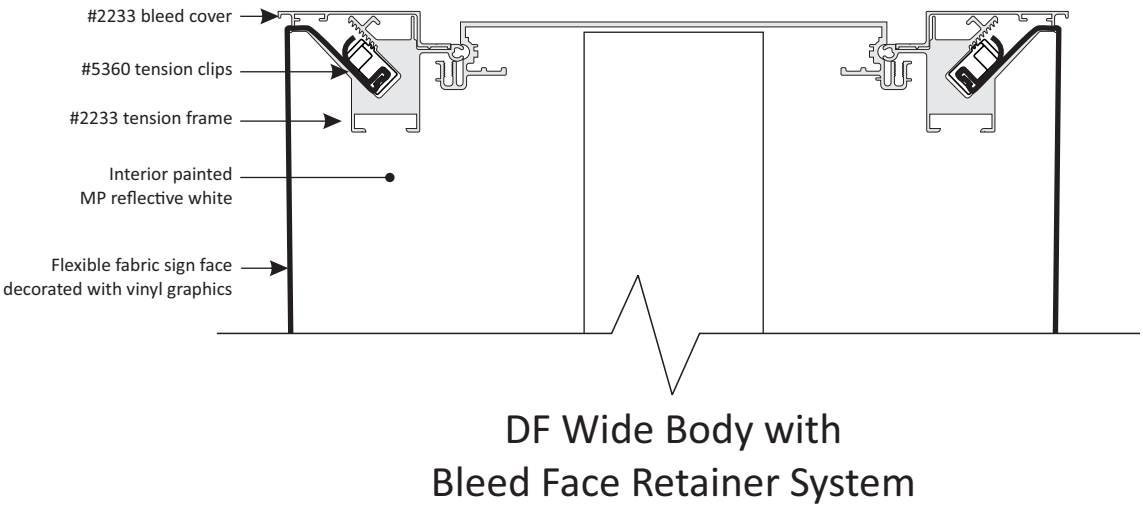 #2233 bleed cover
#5360 tension clips
#2233 tension frame
Interior painted
MP reflective white
Flexible fabric sign face
decorated with vinyl graphics
DF Wide Body with
Bleed Face Retainer System